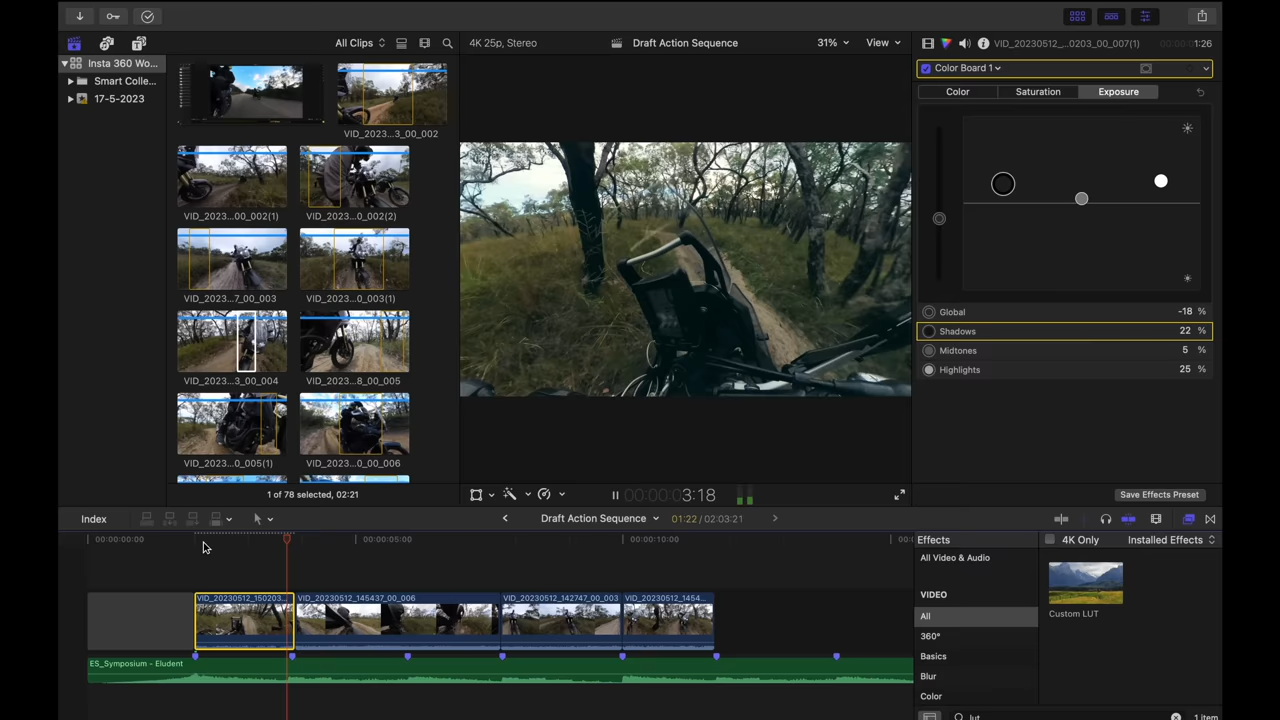 All Clips
4K 25p, Stereo
Draft Action Sequence
31%
View
VID_20230512_...0203_00_007(1)
1:26
Insta 360 Wo...
Smart Colle...
17-5-2023
VID_2023...3_00_002
VID_2023...00_002(1)
VID_2023...0_002(2)
VID_2023...7_00_003
VID_2023...0_003(1)
VID_2023...3_00_004
VID_2023...8_00_005
VID_2023...0_005(1)
VID_2023...0_00_006
1 of 78 selected, 02:21
00:00:0 3:18
Color Board 1
Color
Saturation
Exposure
Global -18 %
Shadows 22 %
Midtones 5 %
Highlights 25 %
Save Effects Preset
Index
Draft Action Sequence
01:22 / 02:03:21
00:00:00:00
00:00:05:00
00:00:10:00
VID_20230512_150203...
VID_20230512_145437_00_006
VID_20230512_142747_00_003
VID_20230512_1454...
ES_Symposium - Eludent
Effects
4K Only
Installed Effects
All Video & Audio
VIDEO
All
360°
Basics
Blur
Color
Custom LUT
lut
1 item